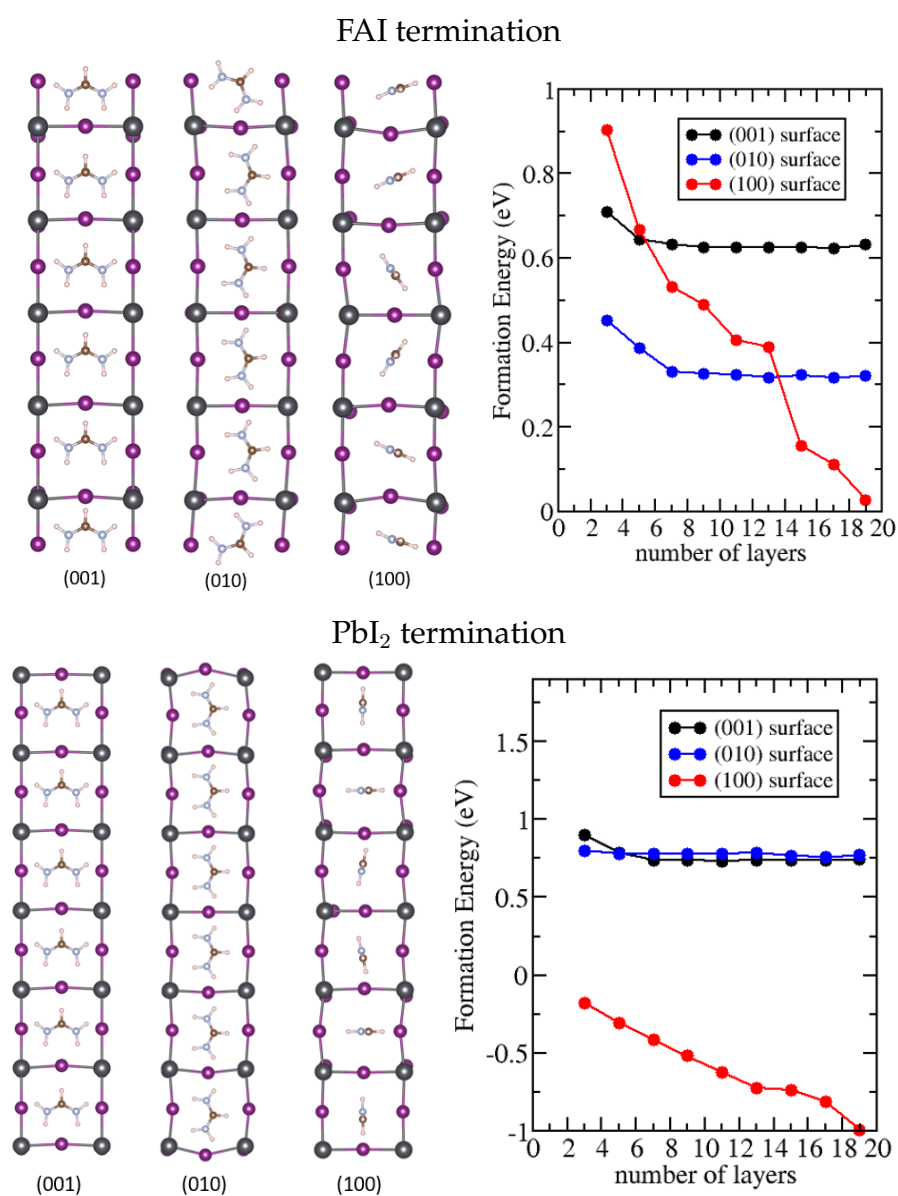 FAI termination
(001)
(010)
(100)
1
0.8
0.6
0.4
0.2
0
Formation Energy (eV)
(001) surface
(010) surface
(100) surface
0 2 4 6 8 10 12 14 16 18 20
number of layers
PbI₂ termination
(001)
(010)
(100)
1.5
1
0.5
0
-0.5
-1
Formation Energy (eV)
(001) surface
(010) surface
(100) surface
0 2 4 6 8 10 12 14 16 18 20
number of layers